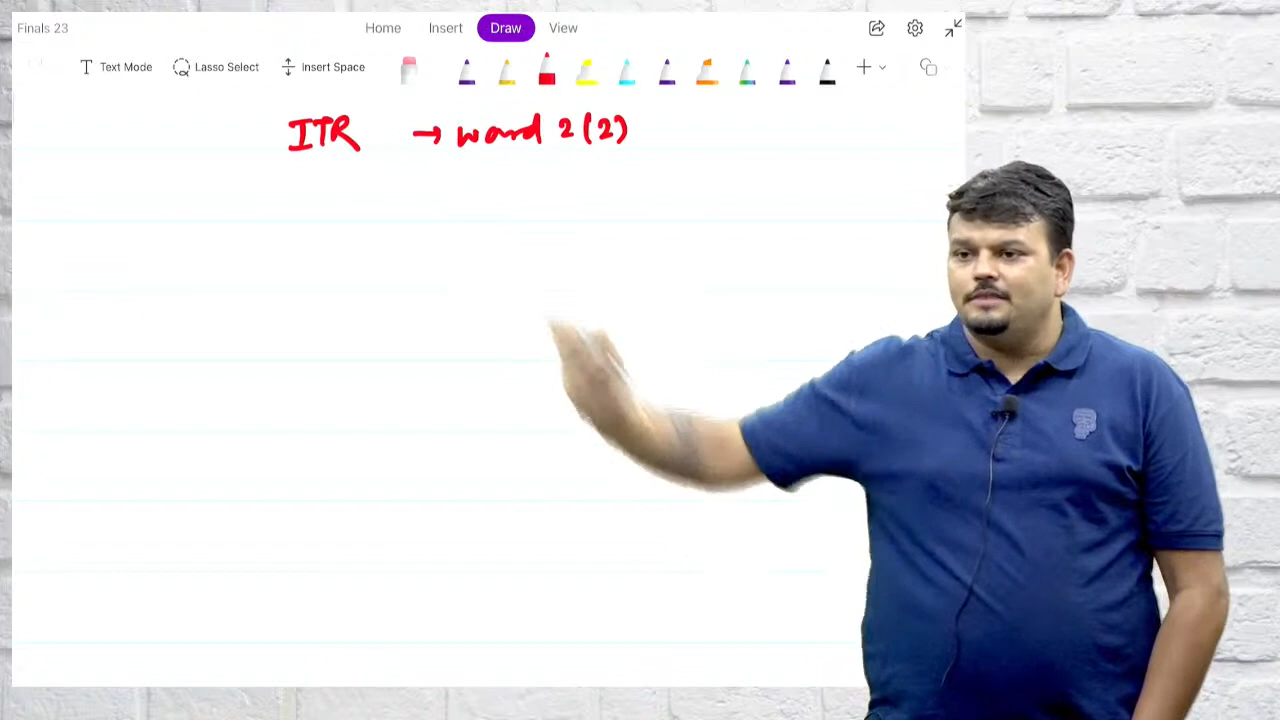 Finals 23
Home Insert Draw View
Text Mode Lasso Select Insert Space
ITR → ward 2(2)